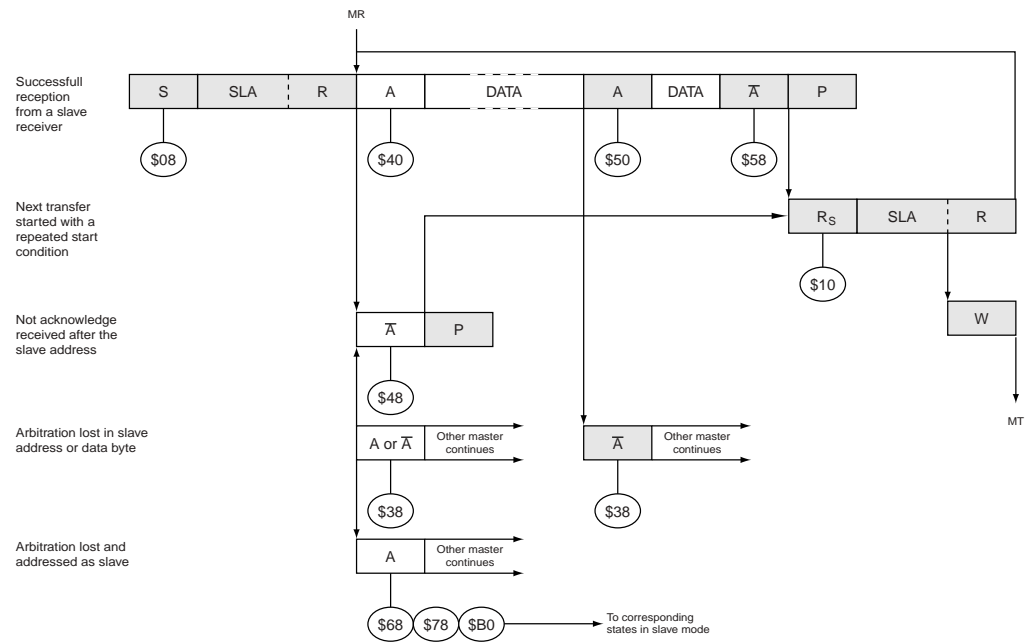 MR
Successfull
reception
from a slave
receiver
S SLA R A DATA A DATA A̅ P
$08 $40 $50 $58
Next transfer
started with a
repeated start
condition
RS SLA R
$10
Not acknowledge
received after the
slave address
A̅ P
W
$48
MT
Arbitration lost in slave
address or data byte
A or A̅ Other master
continues
A̅ Other master
continues
$38 $38
Arbitration lost and
addressed as slave
A Other master
continues
$68 $78 $B0 To corresponding
states in slave mode